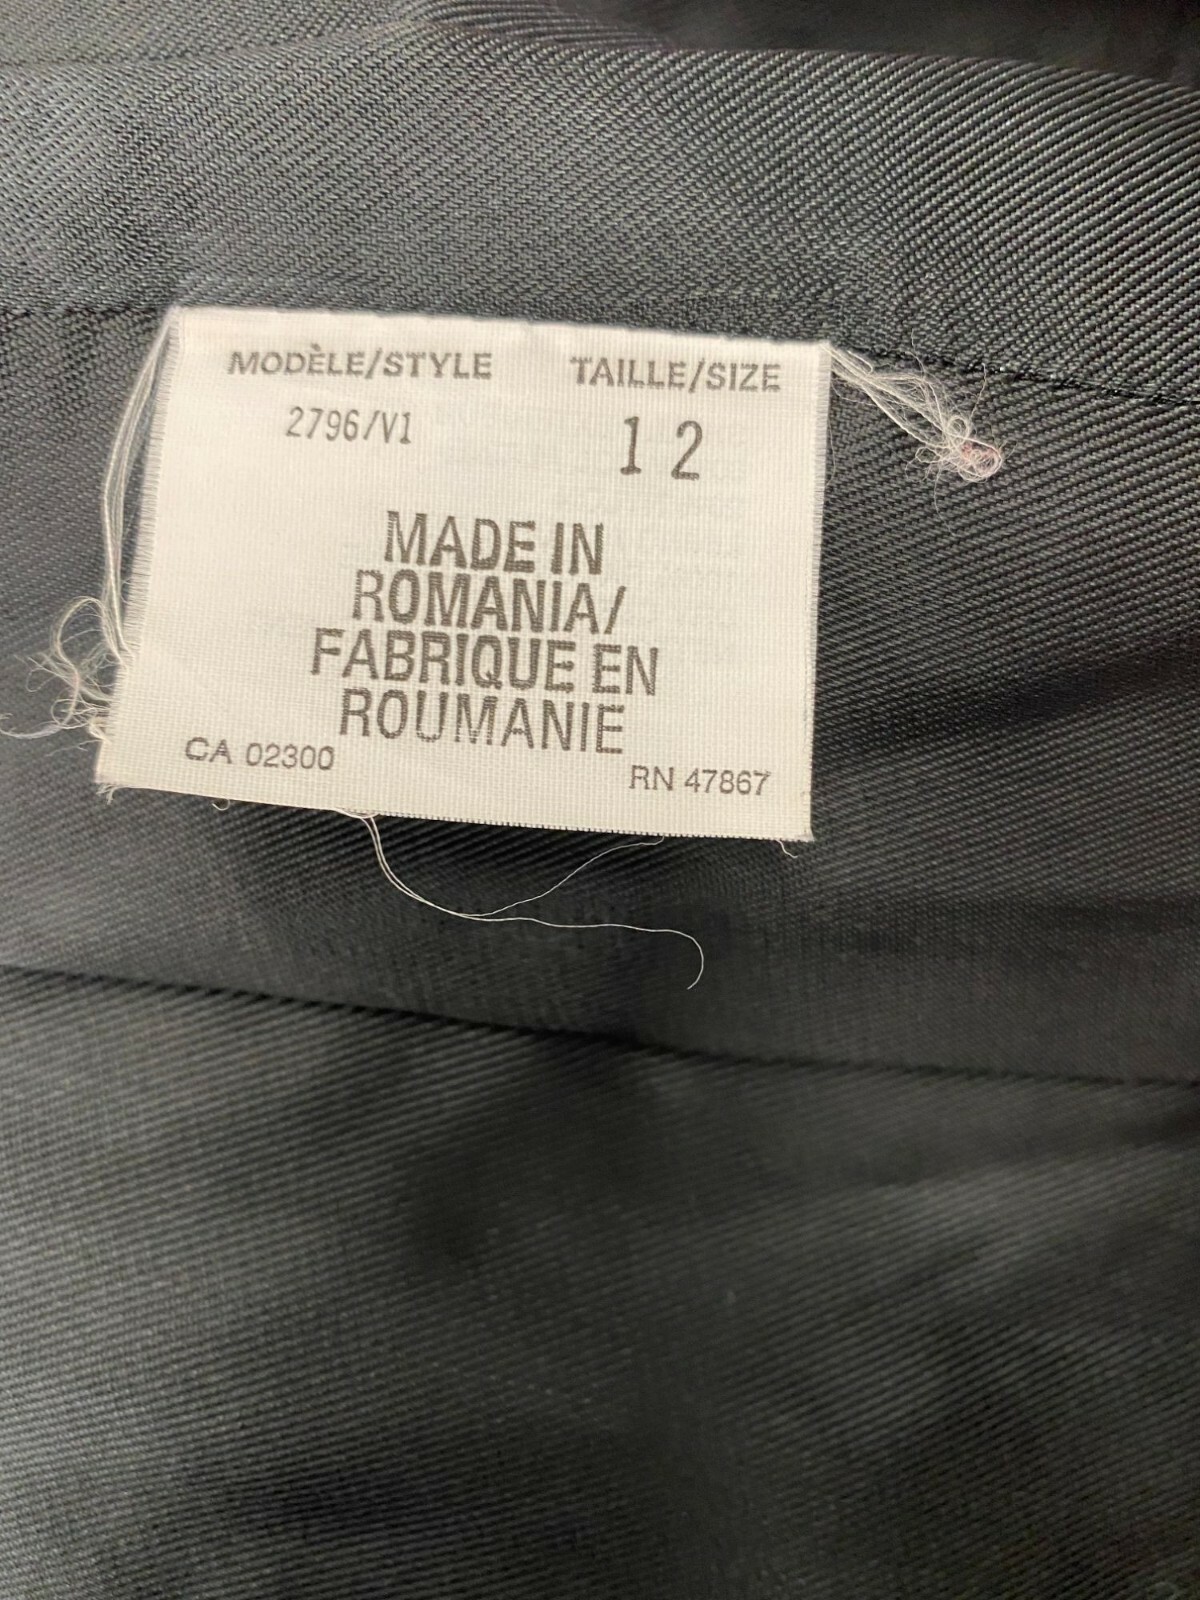 MODÈLE/STYLE TAILLE/SIZE
2796/V1 12
MADE IN
ROMANIA/
FABRIQUE EN
ROUMANIE
CA 02300 RN 47867